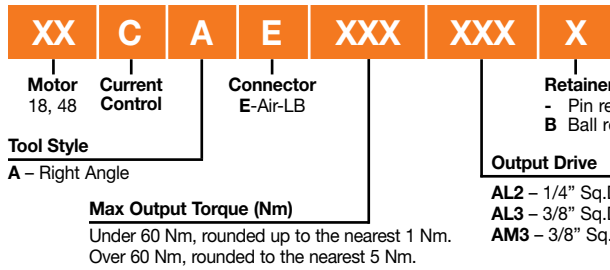 XX C A E XXX XXX X
Motor Current Connector Retainer
18, 48 Control E-Air-LB - Pin
B Ball
Tool Style
A – Right Angle
Output Drive
AL2 – 1/4" Sq.
Max Output Torque (Nm) AL3 – 3/8" Sq.
Under 60 Nm, rounded up to the nearest 1 Nm. AM3 – 3/8" Sq.
Over 60 Nm, rounded to the nearest 5 Nm.